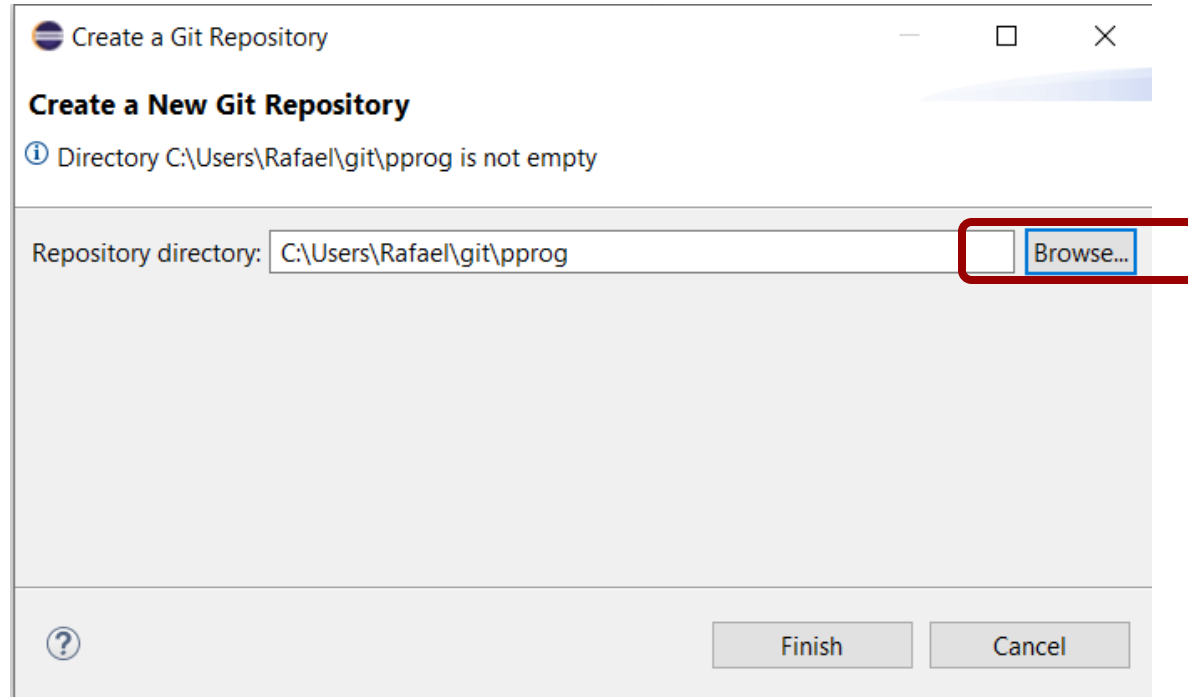 Create a Git Repository
Create a New Git Repository
Directory C:\Users\Rafael\git\pprog is not empty
Repository directory: C:\Users\Rafael\git\pprog Browse...
Finish Cancel